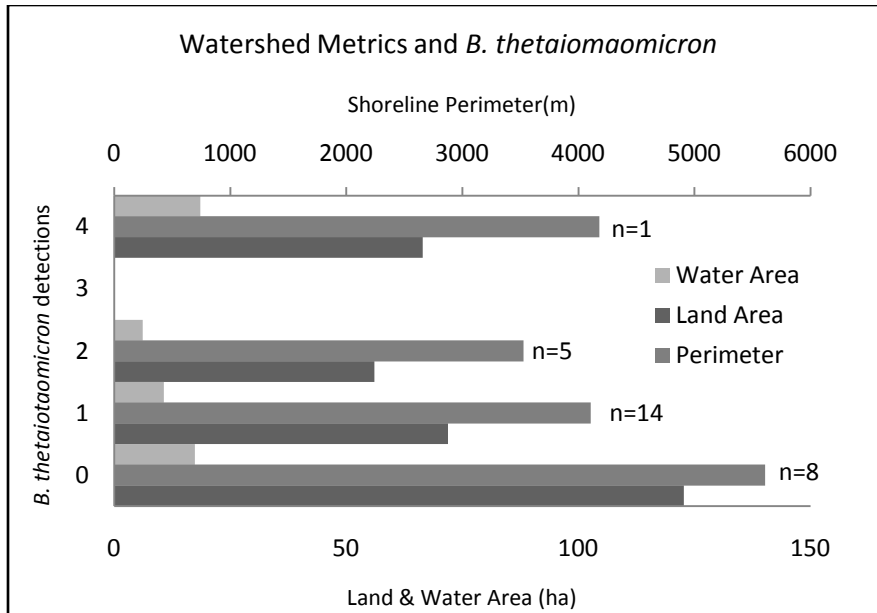 Watershed Metrics and B. thetaiomaomicron
Shoreline Perimeter(m)
0 1000 2000 3000 4000 5000 6000
B. thetaiotaomicron detections
4 n=1
3
2 n=5
1 n=14
0 n=8
Water Area
Land Area
Perimeter
0 50 100 150
Land & Water Area (ha)